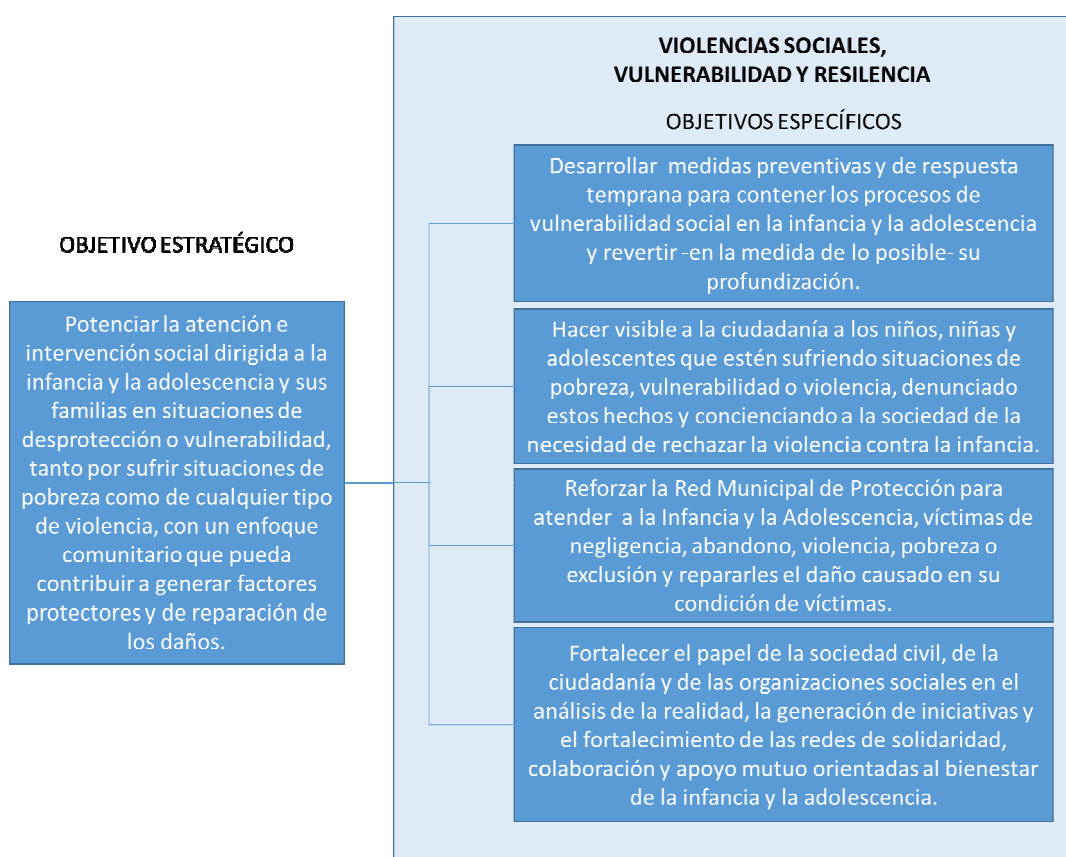 VIOLENCIAS SOCIALES,
VULNERABILIDAD Y RESILENCIA
OBJETIVOS ESPECÍFICOS
OBJETIVO ESTRATÉGICO
Potenciar la atención e
intervención social dirigida a la
infancia y la adolescencia y sus
familias en situaciones de
desprotección o vulnerabilidad,
tanto por sufrir situaciones de
pobreza como de cualquier tipo
de violencia, con un enfoque
comunitario que pueda
contribuir a generar factores
protectores y de reparación de
los daños.
Desarrollar medidas preventivas y de respuesta
temprana para contener los procesos de
vulnerabilidad social en la infancia y la adolescencia
y revertir -en la medida de lo posible- su
profundización.
Hacer visible a la ciudadanía a los niños, niñas y
adolescentes que estén sufriendo situaciones de
pobreza, vulnerabilidad o violencia, denunciado
estos hechos y concienciando a la sociedad de la
necesidad de rechazar la violencia contra la infancia.
Reforzar la Red Municipal de Protección para
atender a la Infancia y la Adolescencia, víctimas de
negligencia, abandono, violencia, pobreza o
exclusión y repararles el daño causado en su
condición de víctimas.
Fortalecer el papel de la sociedad civil, de la
ciudadanía y de las organizaciones sociales en el
análisis de la realidad, la generación de iniciativas y
el fortalecimiento de las redes de solidaridad,
colaboración y apoyo mutuo orientadas al bienestar
de la infancia y la adolescencia.